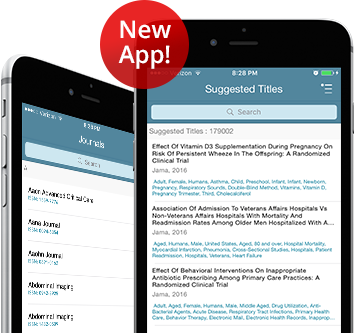 New
App!
verizon
8:28 PM
Journals
Search
A
Aacn Advanced Critical Care
Aana Journal
Aaohn Journal
Abdominal Imaging
verizon
8:28 PM
Suggested Titles
Search
Suggested Titles : 179002
Effect Of Vitamin D3 Supplementation During Pregnancy On
Risk Of Persistent Wheeze In The Offspring: A Randomized
Clinical Trial
Jama, 2016
Adult, Female, Humans, Asthma, Child, Preschool, Infant, Infant, Newborn,
Pregnancy, Respiratory Sounds, Double-Blind Method, Vitamins, Vitamin D,
Pregnancy Trimester, Third, Cholecalciferol
Association Of Admission To Veterans Affairs Hospitals Vs
Non-Veterans Affairs Hospitals With Mortality And
Readmission Rates Among Older Men Hospitalized With A...
Jama, 2016
Aged, Humans, Male, United States, Aged, 80 and over, Hospital Mortality,
Myocardial Infarction, Pneumonia, Cross-Sectional Studies, Hospitals, Patient
Readmission, Hospitals, Veterans, Heart Failure
Effect Of Behavioral Interventions On Inappropriate
Antibiotic Prescribing Among Primary Care Practices: A
Randomized Clinical Trial
Jama, 2016
Adult, Aged, Female, Humans, Male, Middle Aged, Drug Utilization, Anti-
Bacterial Agents, Acute Disease, Respiratory Tract Infections, Primary Health
Care, Behavior Therapy, Electronic Mail, Electronic Health Records, Inapprop...